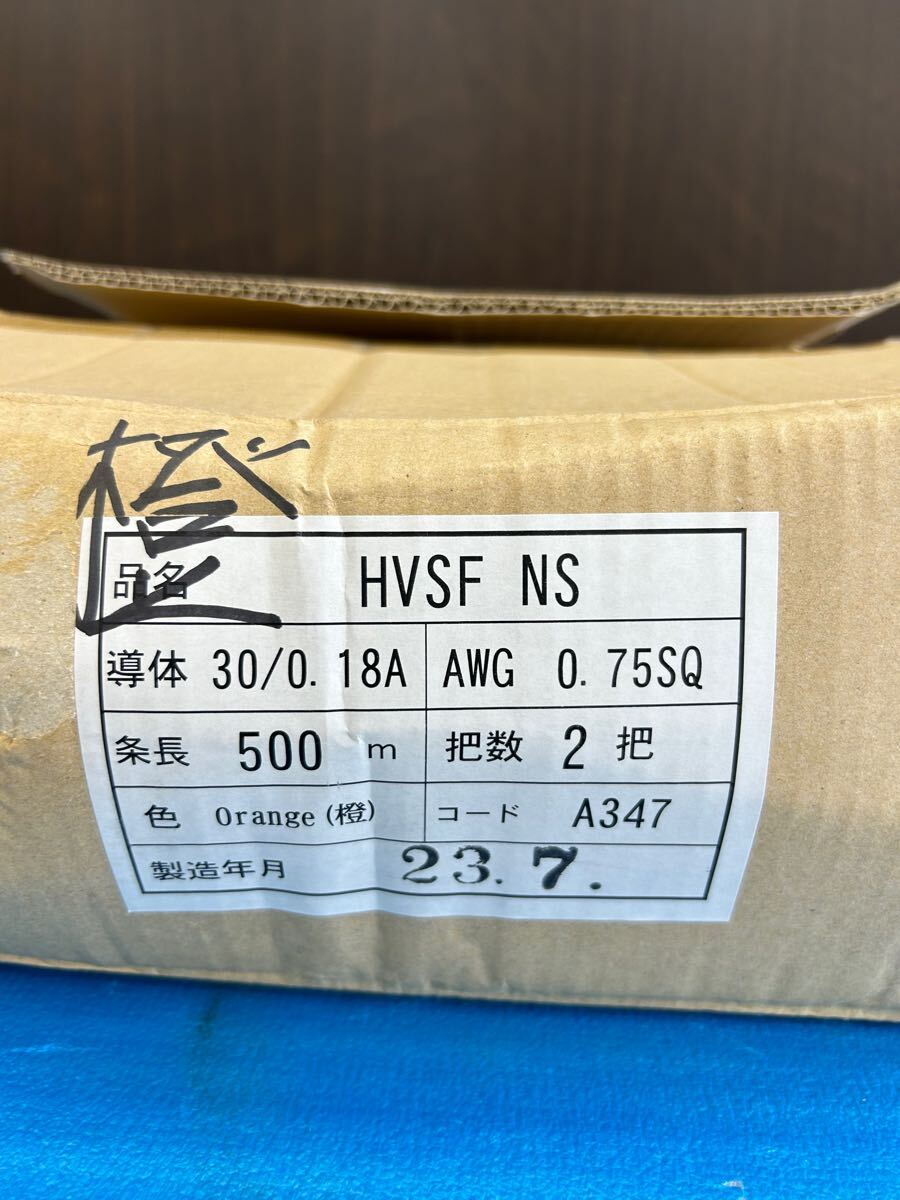 橙
品名 HVSF NS
導体 30/0.18A AWG 0.75SQ
条長 500 m 把数 2 把
色 Orange(橙) コード A347
製造年月 23.7.